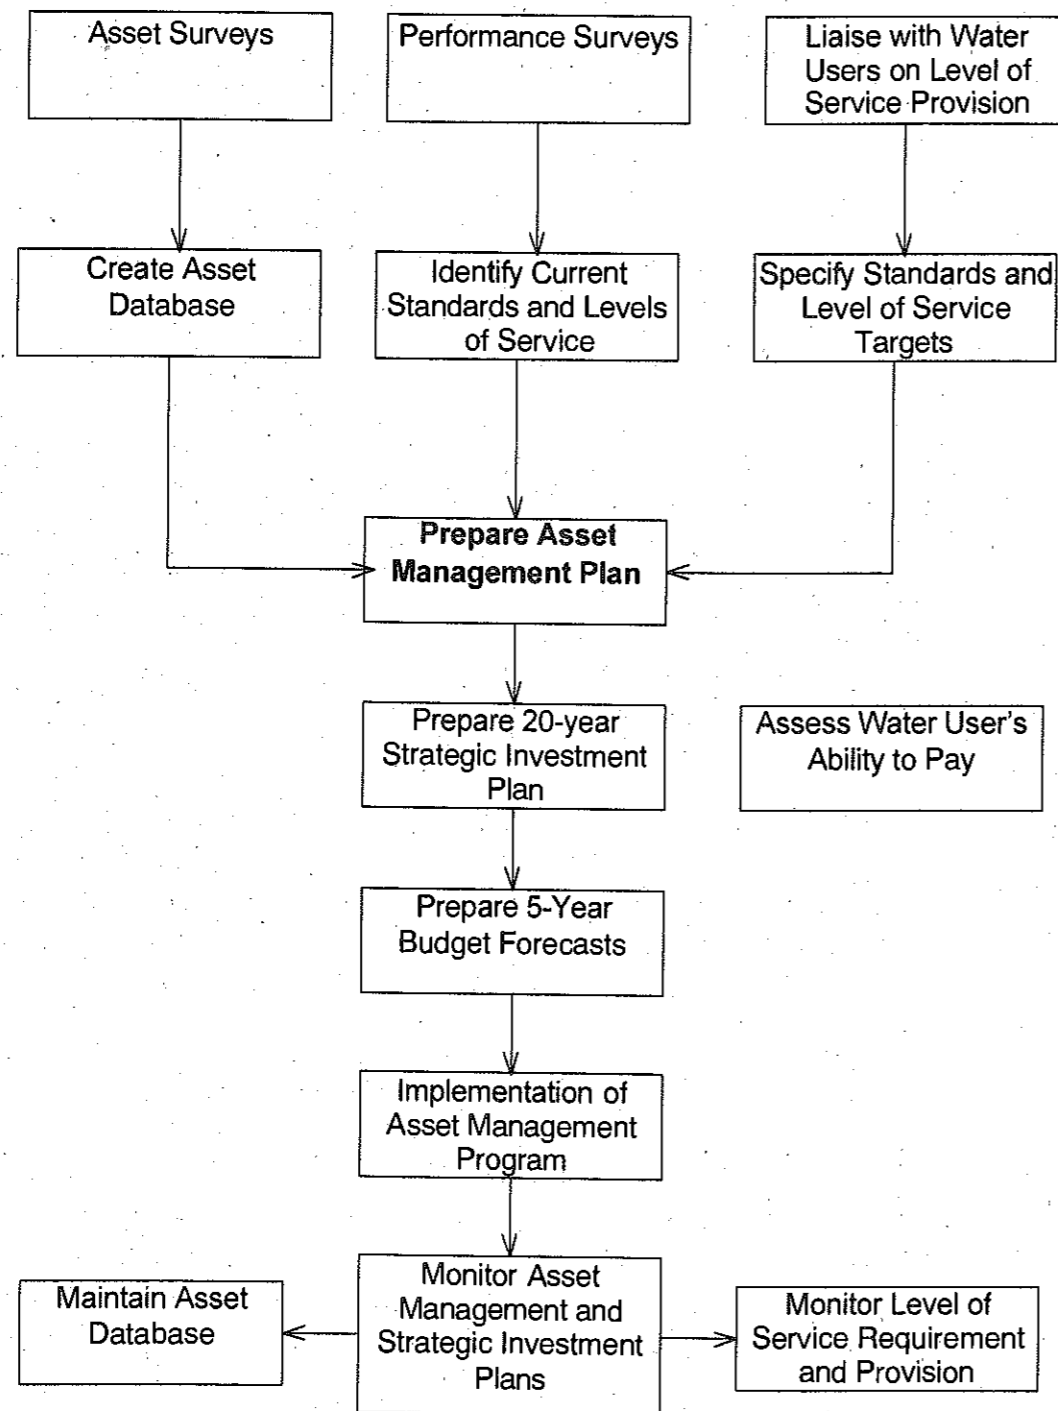 Asset Surveys
Performance Surveys
Liaise with Water
Users on Level of
Service Provision
Create Asset
Database
Identify Current
Standards and Levels
of Service
Specify Standards and
Level of Service
Targets
Prepare Asset
Management Plan
Prepare 20-year
Strategic Investment
Plan
Assess Water User's
Ability to Pay
Prepare 5-Year
Budget Forecasts
Implementation of
Asset Management
Program
Maintain Asset
Database
Monitor Asset
Management and
Strategic Investment
Plans
Monitor Level of
Service Requirement
and Provision